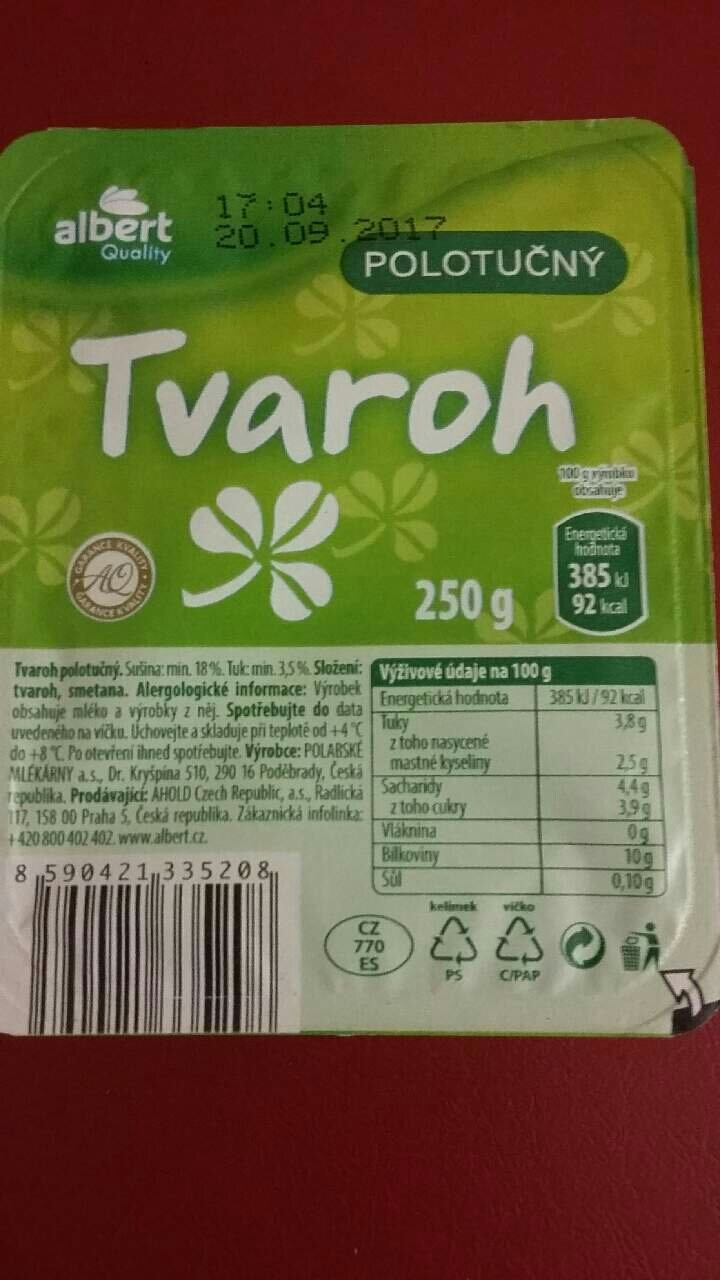 albert
Quality
17:04
20.09.2017
POLOTUČNÝ
Tvaroh
100 g výrobku
obsahuje
Energetická
hodnota
385 kJ
92 kcal
GARANCE KVALITY
AQ
GARANCE KVALITY
250 g
Tvaroh polotučný. Sušina: min. 18 %. Tuk: min. 3,5 %. Složení:
tvaroh, smetana. Alergologické informace: Výrobek
obsahuje mléko a výrobky z něj. Spotřebujte do data
uvedeného na víčku. Uchovejte a skladuje při teplotě od +4 °C
do +8 °C. Po otevření ihned spotřebujte. Výrobce: POLABSKÉ
MLÉKÁRNY a.s., Dr. Kryšpína 510, 290 16 Poděbrady, Česká
republika. Prodávající: AHOLD Czech Republic, a.s., Radlická
117, 158 00 Praha 5, Česká republika. Zákaznická infolinka:
+420 800 402 402. www.albert.cz.
Výživové údaje na 100 g
Energetická hodnota 385 kJ / 92 kcal
Tuky 3,8 g
z toho nasycené
mastné kyseliny 2,5 g
Sacharidy 4,4 g
z toho cukry 3,9 g
Vláknina 0 g
Bílkoviny 10 g
Sůl 0,10 g
8 590421 335208
kelímek víčko
CZ
770
ES
PS C/PAP